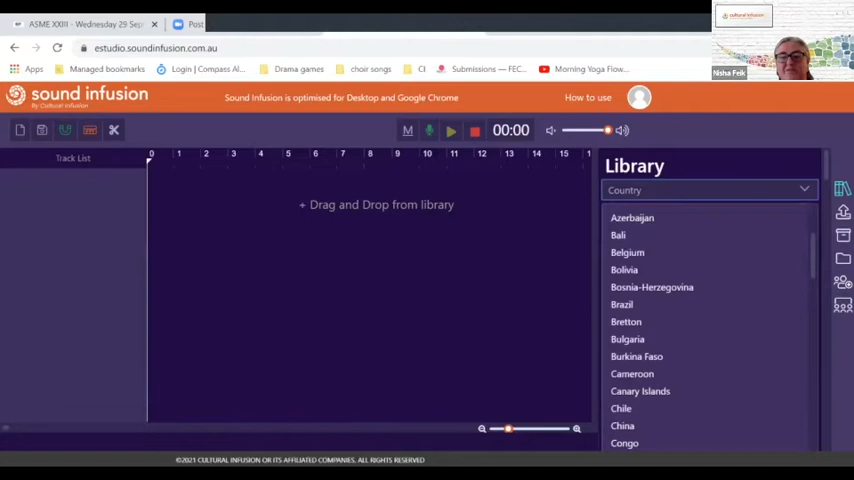 ASME XXIII - Wednesday 29 Sep
Post
estudio.soundinfusion.com.au
Apps
Managed bookmarks
Login | Compass Al...
Drama games
choir songs
Submissions — FEC...
Morning Yoga Flow...
cultural infusion
Nisha Feik
sound infusion
By Cultural Infusion
Sound Infusion is optimised for Desktop and Google Chrome
How to use
M
00:00
Track List
0 1 2 3 4 5 6 7 8 9 10 11 12 13 14 15 1
+ Drag and Drop from library
Library
Country
Azerbaijan
Bali
Belgium
Bolivia
Bosnia-Herzegovina
Brazil
Bretton
Bulgaria
Burkina Faso
Cameroon
Canary Islands
Chile
China
Congo
©2021 CULTURAL INFUSION OR ITS AFFILIATED COMPANIES. ALL RIGHTS RESERVED